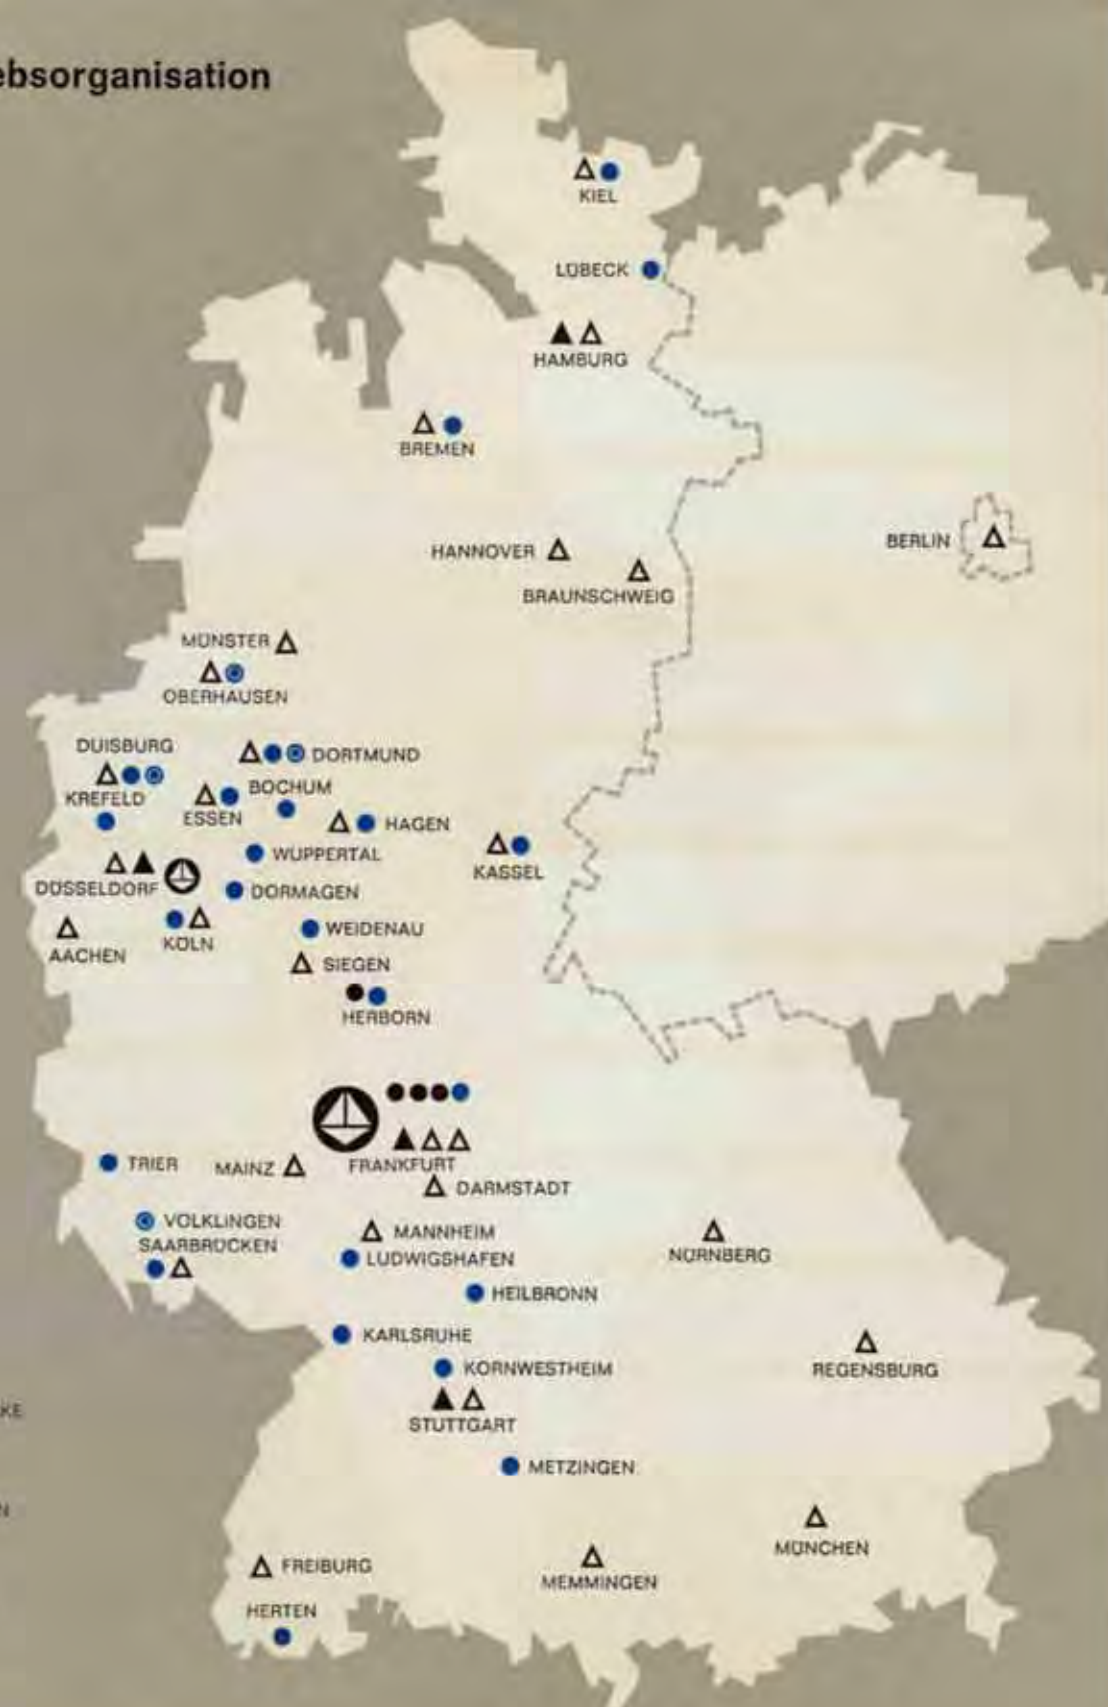 ebsorganisation
KIEL
LÜBECK
HAMBURG
BREMEN
HANNOVER
BERLIN
BRAUNSCHWEIG
MÜNSTER
OBERHAUSEN
DUISBURG
DORTMUND
BOCHUM
KREFELD
ESSEN
HAGEN
WUPPERTAL
KASSEL
DÜSSELDORF
DORMAGEN
KÖLN
WEIDENAU
AACHEN
SIEGEN
HERBORN
TRIER
MAINZ
FRANKFURT
DARMSTADT
VÖLKLINGEN
MANNHEIM
SAARBRÜCKEN
NÜRNBERG
LUDWIGSHAFEN
HEILBRONN
KARLSRUHE
KORNWESTHEIM
REGENSBURG
KE
STUTTGART
METZINGEN
N
MÜNCHEN
FREIBURG
MEMMINGEN
HERTEN